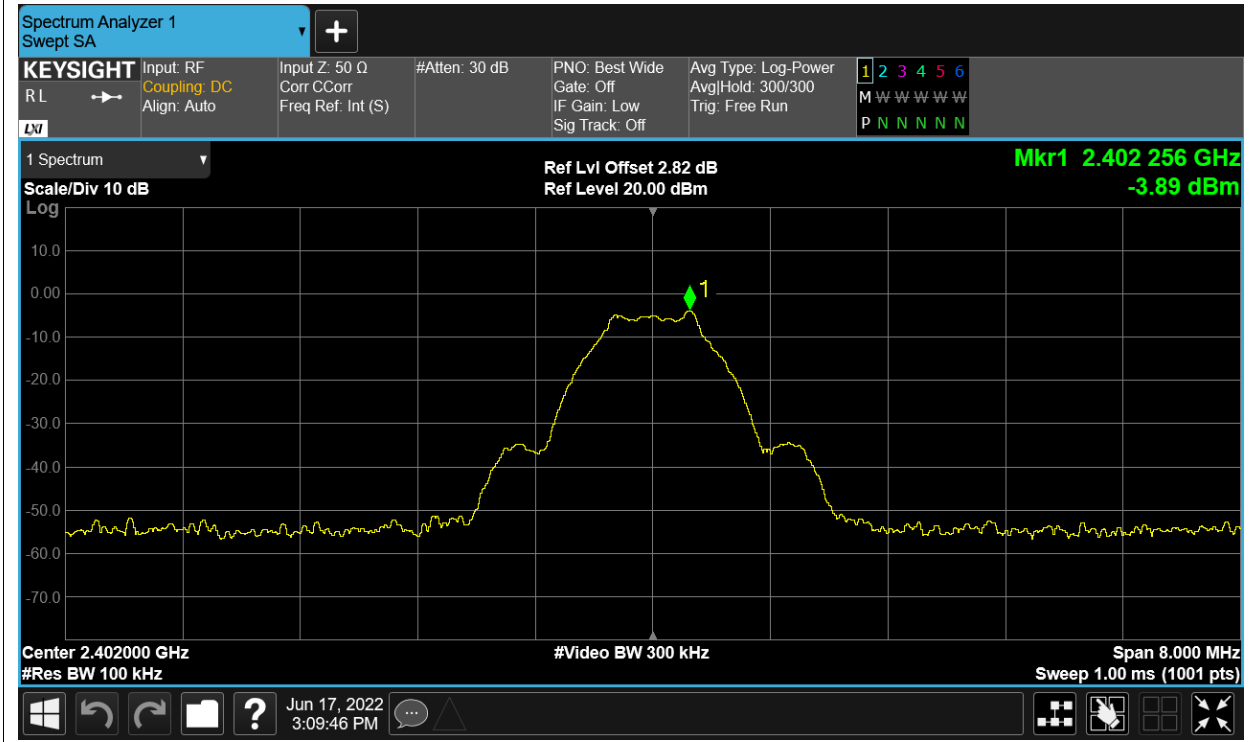 Spectrum Analyzer 1
Swept SA
KEYSIGHT
R L
LXI
Input: RF
Coupling: DC
Align: Auto
Input Z: 50 Ω
Corr CCorr
Freq Ref: Int (S)
#Atten: 30 dB
PNO: Best Wide
Gate: Off
IF Gain: Low
Sig Track: Off
Avg Type: Log-Power
Avg|Hold: 300/300
Trig: Free Run
1 2 3 4 5 6
M W W W W W
P N N N N N
1 Spectrum
Scale/Div 10 dB
Log
Ref Lvl Offset 2.82 dB
Ref Level 20.00 dBm
Mkr1 2.402 256 GHz
-3.89 dBm
10.0
0.00
-10.0
-20.0
-30.0
-40.0
-50.0
-60.0
-70.0
1
Center 2.402000 GHz
#Video BW 300 kHz
Span 8.000 MHz
#Res BW 100 kHz
Sweep 1.00 ms (1001 pts)
?
Jun 17, 2022
3:09:46 PM